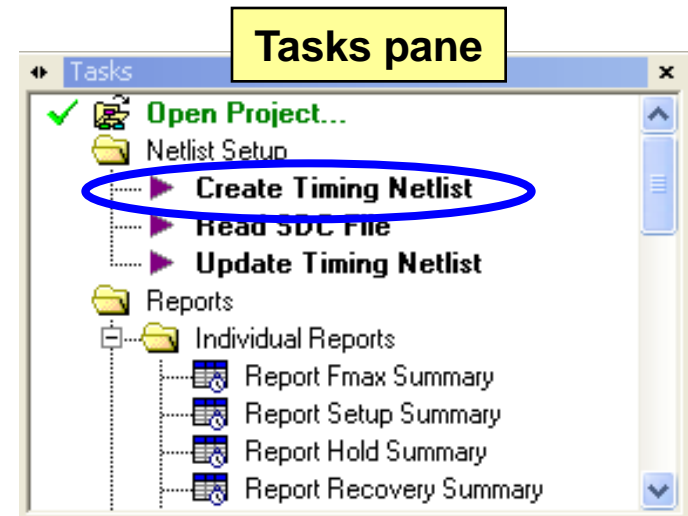 Tasks pane
Tasks
Open Project...
Netlist Setup
Create Timing Netlist
Read SDC File
Update Timing Netlist
Reports
Individual Reports
Report Fmax Summary
Report Setup Summary
Report Hold Summary
Report Recovery Summary